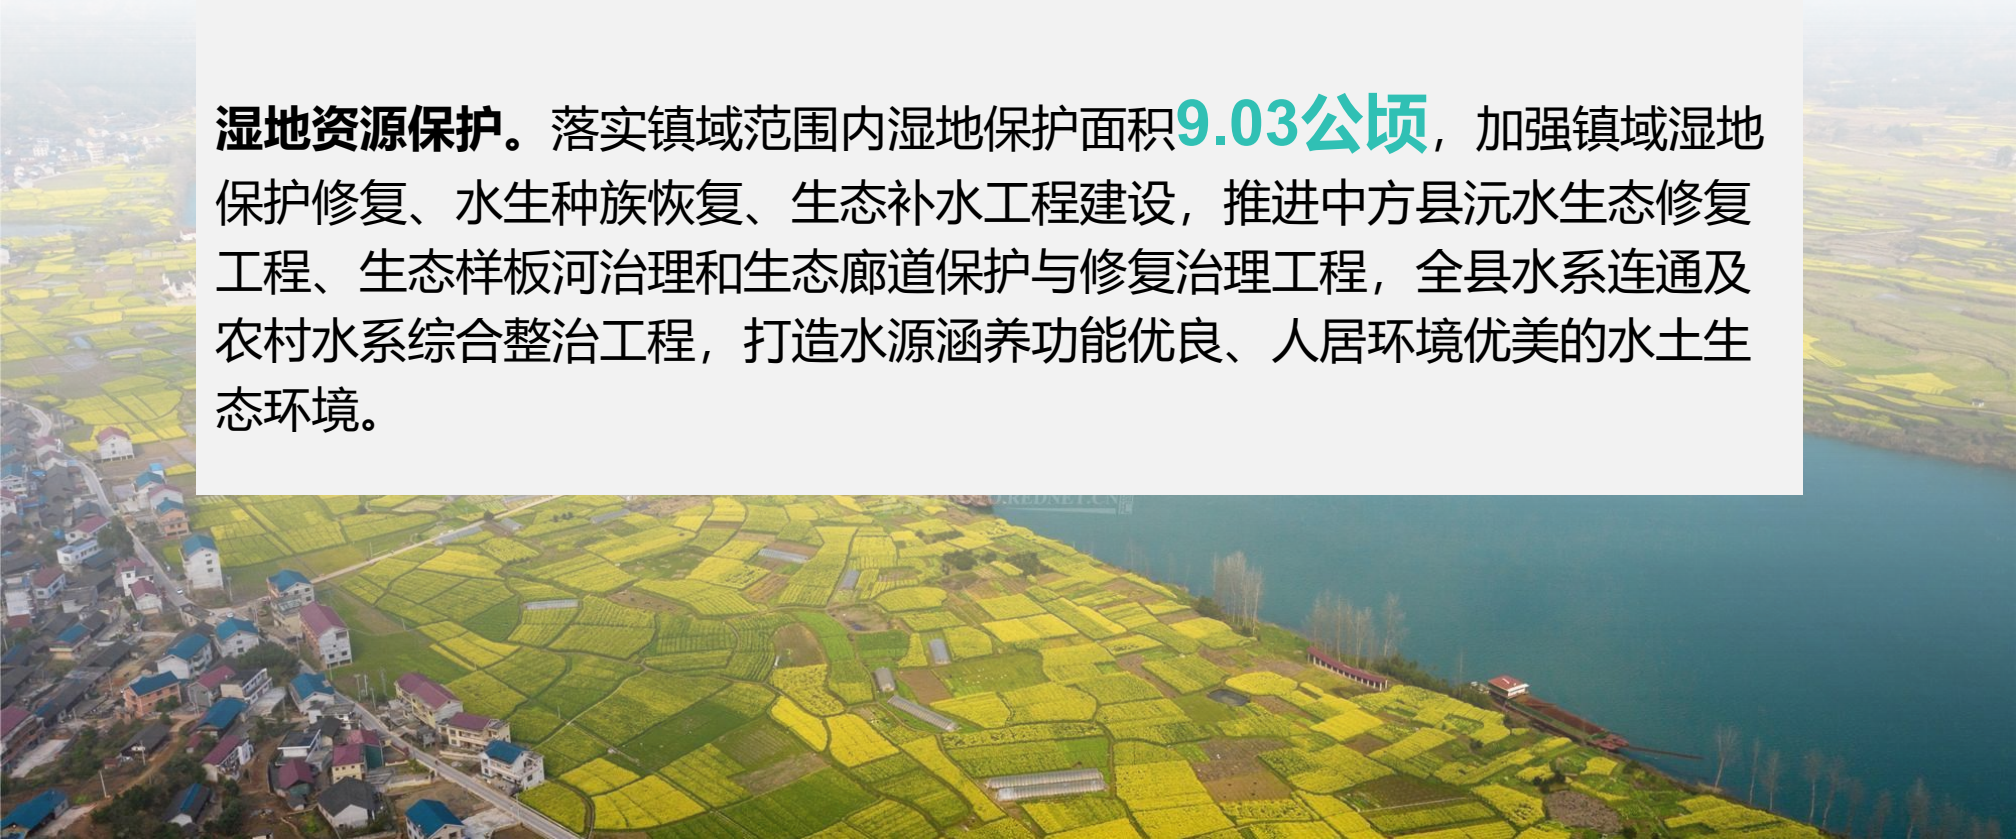 湿地资源保护。落实镇域范围内湿地保护面积9.03公顷，加强镇域湿地
保护修复、水生种族恢复、生态补水工程建设，推进中方县沅水生态修复
工程、生态样板河治理和生态廊道保护与修复治理工程，全县水系连通及
农村水系综合整治工程，打造水源涵养功能优良、人居环境优美的水土生
态环境。